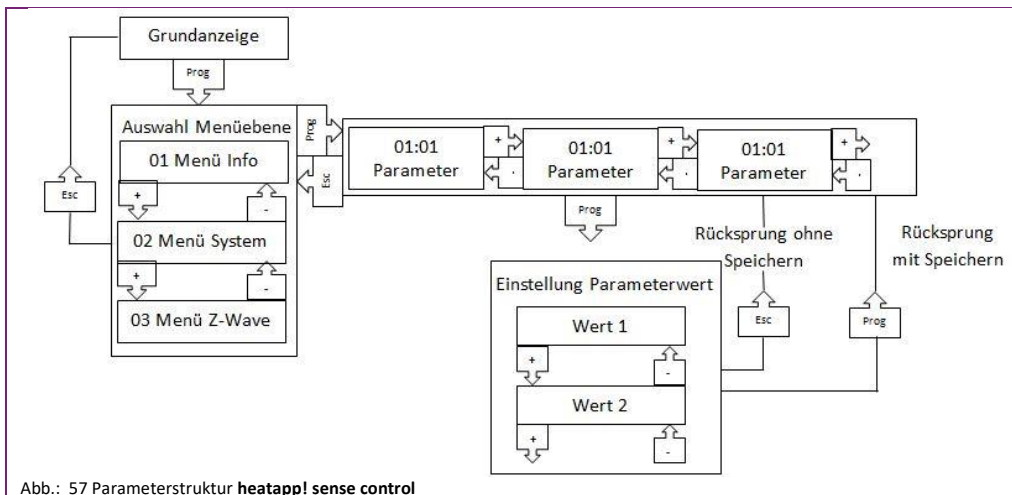 Grundanzeige
Prog
Auswahl Menüebene
01 Menü Info
+
-
02 Menü System
+
-
03 Menü Z-Wave
Esc
Prog
Esc
01:01
Parameter
+
.
01:01
Parameter
+
.
01:01
Parameter
+
.
Prog
Rücksprung ohne
Speichern
Rücksprung
mit Speichern
Einstellung Parameterwert
Wert 1
+
-
Wert 2
+
-
Esc
Prog
Abb.: 57 Parameterstruktur heatapp! sense control